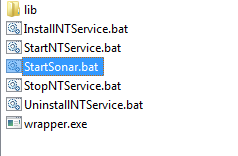 lib
InstallNTService.bat
StartNTService.bat
StartSonar.bat
StopNTService.bat
UninstallNTService.bat
wrapper.exe